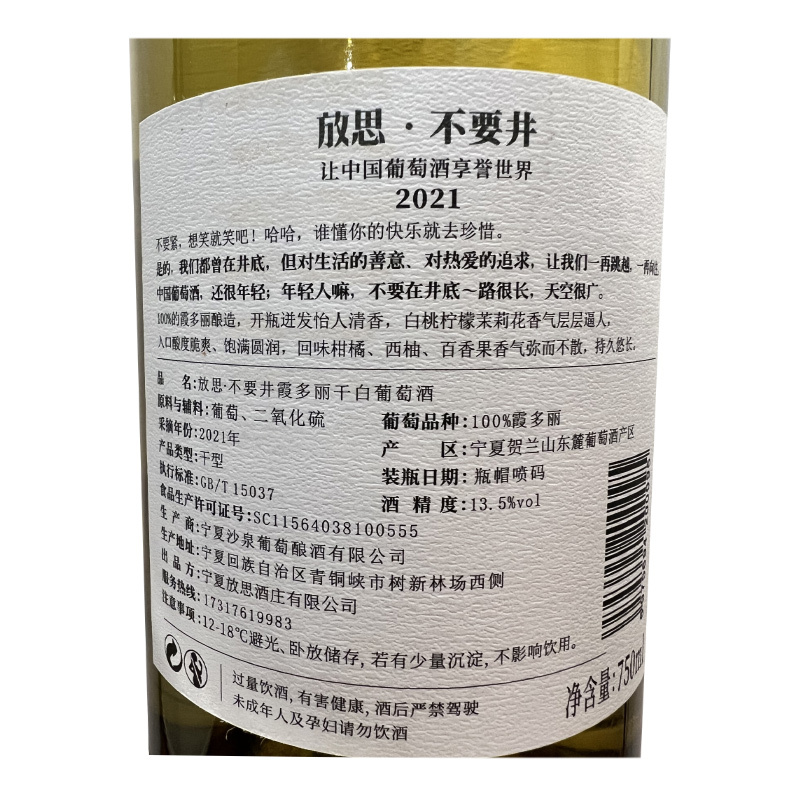 放思·不要井
让中国葡萄酒享誉世界
2021
不要紧，想笑就笑吧！哈哈，谁懂你的快乐就去珍惜。
是的，我们都曾在井底，但对生活的善意、对热爱的追求，让我们一再跳越，一再向
中国葡萄酒，还很年轻；年轻人嘛，不要在井底~路很长，天空很广。
100%的霞多丽酿造，开瓶迸发怡人清香，白桃柠檬茉莉花香气层层逼人，
入口酸度脆爽、饱满圆润，回味柑橘、西柚、百香果香气弥而不散，持久悠长。
品 名:放思·不要井霞多丽干白葡萄酒
原料与辅料:葡萄、二氧化硫 葡萄品种:100%霞多丽
采摘年份:2021年 产 区:宁夏贺兰山东麓葡萄酒产区
产品类型:干型 装瓶日期:瓶帽喷码
执行标准:GB/T 15037 酒精度:13.5%vol
食品生产许可证号:SC11564038100555
生产商:宁夏沙泉葡萄酿酒有限公司
生产地址:宁夏回族自治区青铜峡市树新林场西侧
出品方:宁夏放思酒庄有限公司
服务热线:17317619983
注意事项:12-18℃避光、卧放储存,若有少量沉淀,不影响饮用。
过量饮酒,有害健康,酒后严禁驾驶
未成年人及孕妇请勿饮酒
净含量:750ml